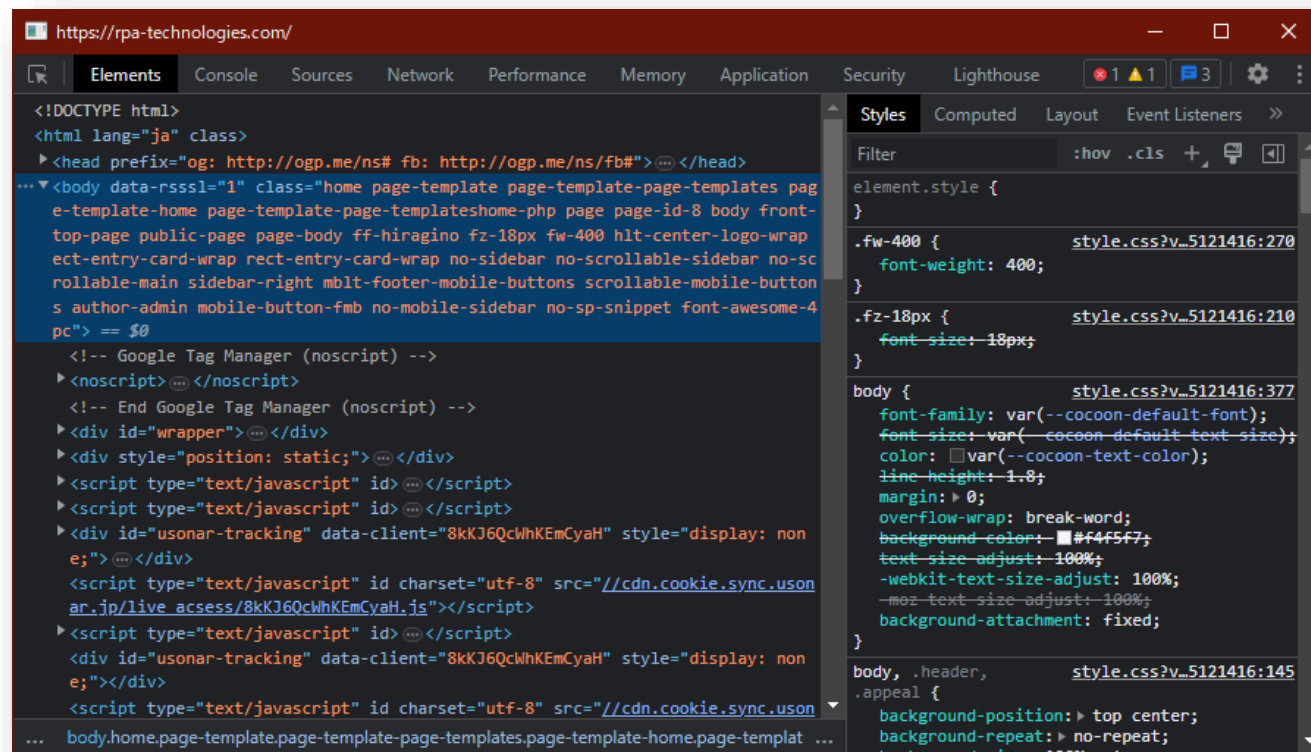 https://rpa-technologies.com/
Elements Console Sources Network Performance Memory Application Security Lighthouse 1 1 3
<!DOCTYPE html>
<html lang="ja" class>
<head prefix="og: http://ogp.me/ns# fb: http://ogp.me/ns/fb#">…</head>
<body data-rsssl="1" class="home page-template page-template-page-templates pag
e-template-home page-template-page-templateshome-php page page-id-8 body front-
top-page public-page page-body ff-hiragino fz-18px fw-400 hlt-center-logo-wrap
ect-entry-card-wrap rect-entry-card-wrap no-sidebar no-scrollable-sidebar no-sc
rollable-main sidebar-right mblt-footer-mobile-buttons scrollable-mobile-button
s author-admin mobile-button-fmb no-mobile-sidebar no-sp-snippet font-awesome-4
pc"> == $0
<!-- Google Tag Manager (noscript) -->
<noscript>…</noscript>
<!-- End Google Tag Manager (noscript) -->
<div id="wrapper">…</div>
<div style="position: static;">…</div>
<script type="text/javascript" id>…</script>
<script type="text/javascript" id>…</script>
<div id="usonar-tracking" data-client="8kKJ6QcWhKEmCyaH" style="display: non
e;">…</div>
<script type="text/javascript" id charset="utf-8" src="//cdn.cookie.sync.uson
ar.jp/live_acsess/8kKJ6QcWhKEmCyaH.js"></script>
<script type="text/javascript" id>…</script>
<div id="usonar-tracking" data-client="8kKJ6QcWhKEmCyaH" style="display: non
e;"></div>
<script type="text/javascript" id charset="utf-8" src="//cdn.cookie.sync.uson
... body.home.page-template.page-template-page-templates.page-template-home.page-templat ...
Styles Computed Layout Event Listeners »
Filter :hov .cls +
element.style {
}
.fw-400 { style.css?v…5121416:270
font-weight: 400;
}
.fz-18px { style.css?v…5121416:210
font-size: 18px;
}
body { style.css?v…5121416:377
font-family: var(--cocoon-default-font);
font-size: var(--cocoon-default-text-size);
color: var(--cocoon-text-color);
line-height: 1.8;
margin: 0;
overflow-wrap: break-word;
background-color: #f4f5f7;
text-size-adjust: 100%;
-webkit-text-size-adjust: 100%;
-moz-text-size-adjust: 100%;
background-attachment: fixed;
}
body, .header, style.css?v…5121416:145
.appeal {
background-position: top center;
background-repeat: no-repeat;